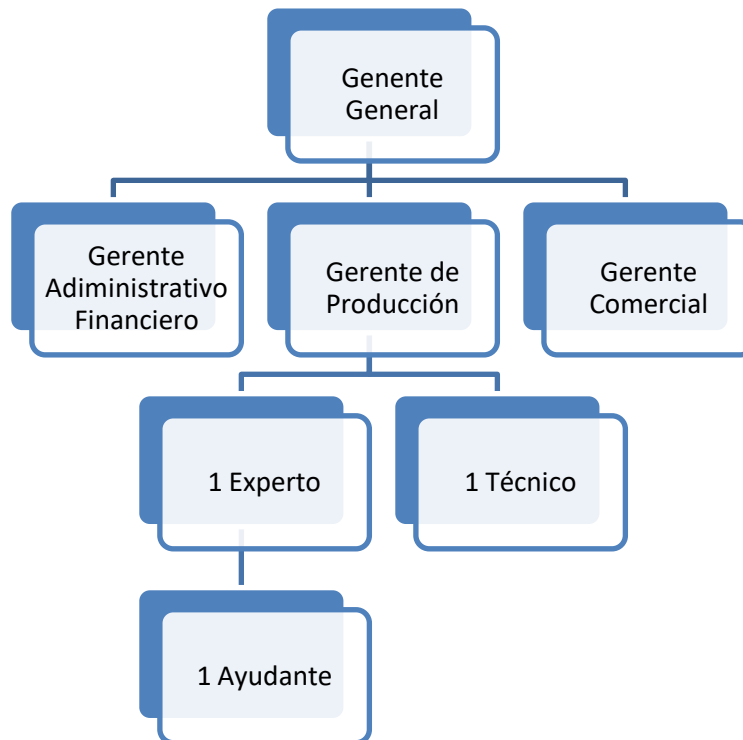 Genente
General
Gerente
Adiministrativo
Financiero
Gerente de
Producción
Gerente
Comercial
1 Experto
1 Técnico
1 Ayudante